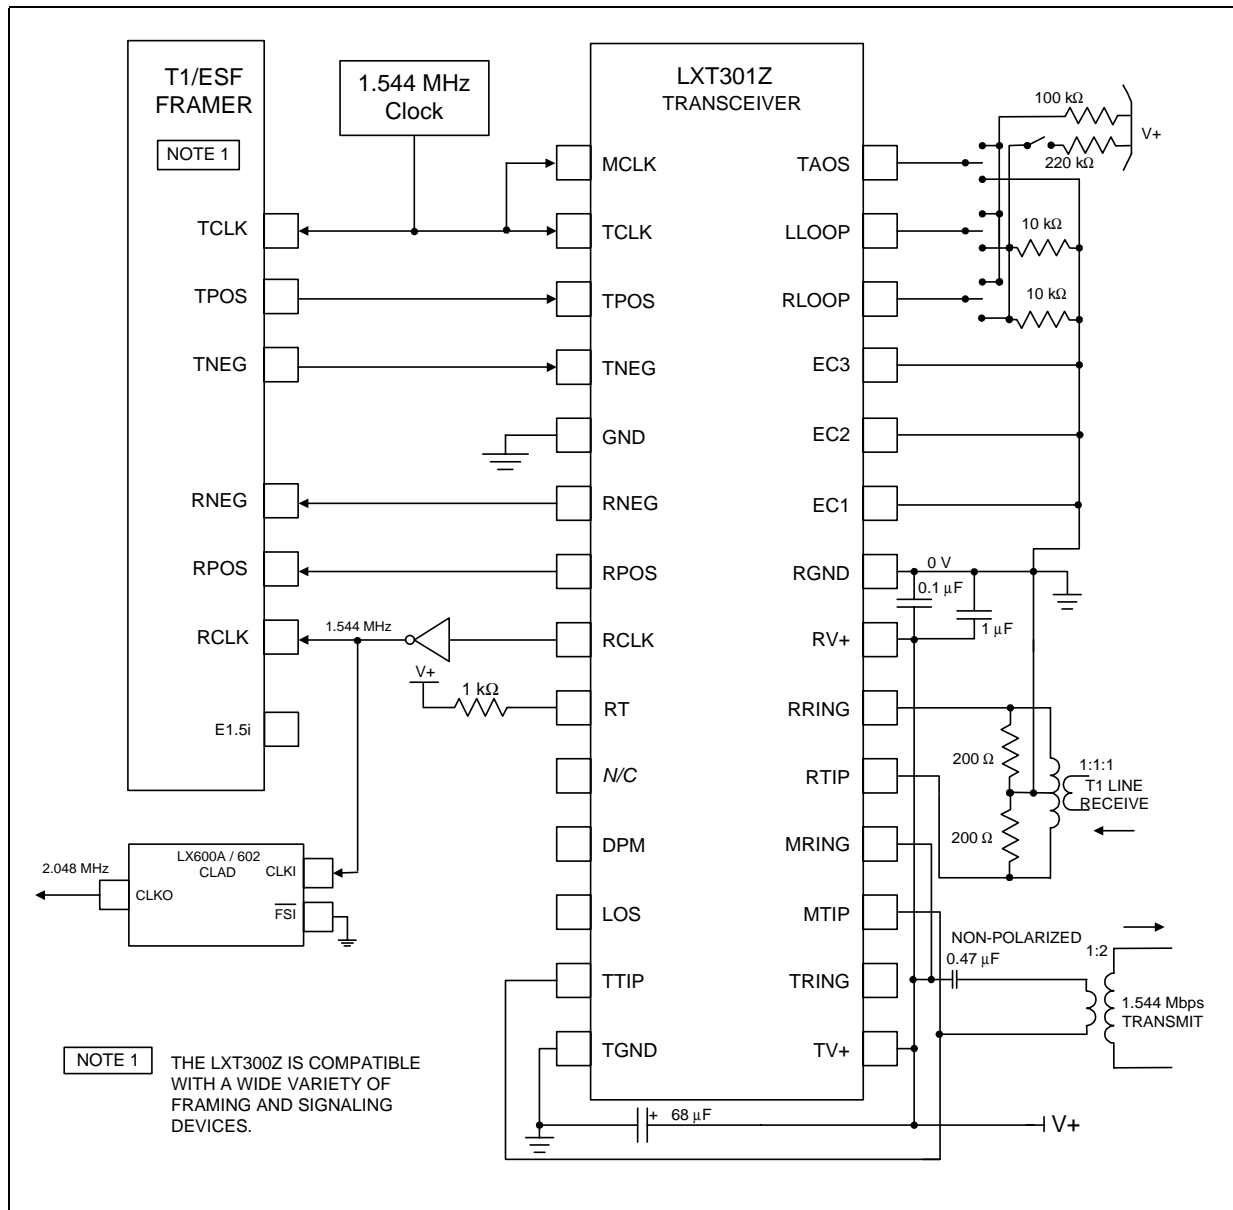 T1/ESF
FRAMER
NOTE 1
1.544 MHz
Clock
LXT301Z
TRANSCEIVER
100 kΩ
V+
220 kΩ
MCLK
TAOS
TCLK
TCLK
LLOOP
10 kΩ
TPOS
TPOS
RLOOP
10 kΩ
TNEG
TNEG
EC3
GND
EC2
RNEG
RNEG
EC1
RPOS
RPOS
RGND
0 V
0.1 µF
RCLK
1.544 MHz
RCLK
RV+
1 µF
V+
1 kΩ
E1.5i
RT
RRING
200 Ω
1:1:1
T1 LINE
RECEIVE
N/C
RTIP
200 Ω
LX600A / 602
CLAD
CLKI
2.048 MHz
CLKO
FSI
DPM
MRING
LOS
MTIP
NON-POLARIZED
0.47 µF
1:2
TTIP
TRING
1.544 Mbps
TRANSMIT
TGND
TV+
+ 68 µF
V+
NOTE 1
THE LXT300Z IS COMPATIBLE
WITH A WIDE VARIETY OF
FRAMING AND SIGNALING
DEVICES.